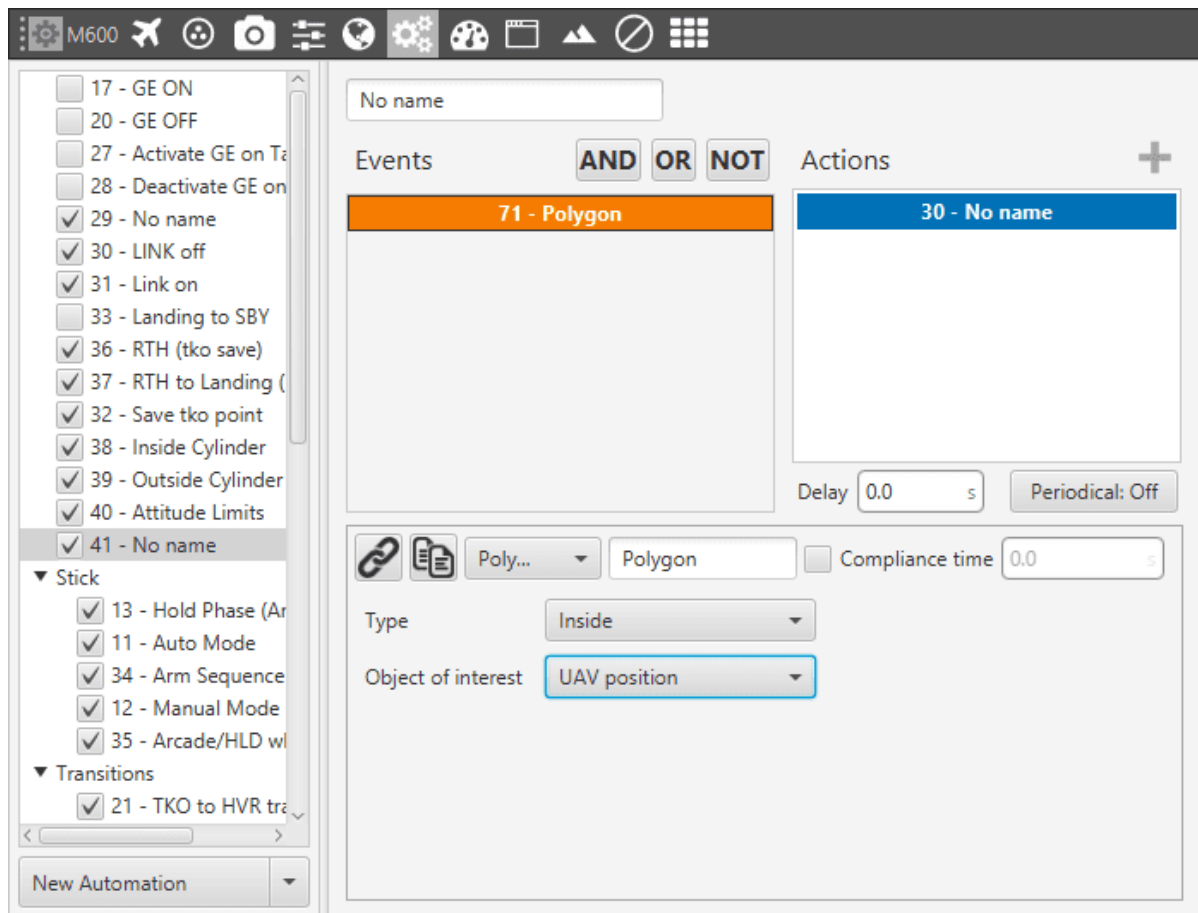 M600
17 - GE ON
20 - GE OFF
27 - Activate GE on Ta
28 - Deactivate GE on
29 - No name
30 - LINK off
31 - Link on
33 - Landing to SBY
36 - RTH (tko save)
37 - RTH to Landing (
32 - Save tko point
38 - Inside Cylinder
39 - Outside Cylinder
40 - Attitude Limits
41 - No name
Stick
13 - Hold Phase (Ar
11 - Auto Mode
34 - Arm Sequence
12 - Manual Mode
35 - Arcade/HLD wl
Transitions
21 - TKO to HVR tra
New Automation
No name
Events AND OR NOT
71 - Polygon
Actions
30 - No name
Delay 0.0 s Periodical: Off
Poly... Polygon Compliance time 0.0 s
Type Inside
Object of interest UAV position